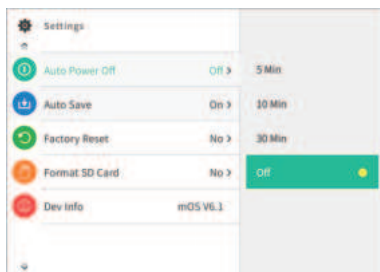 Settings
Auto Power Off Off >
Auto Save On >
Factory Reset No >
Format SD Card No >
Dev Info mOS V6.1
5 Min
10 Min
30 Min
Off